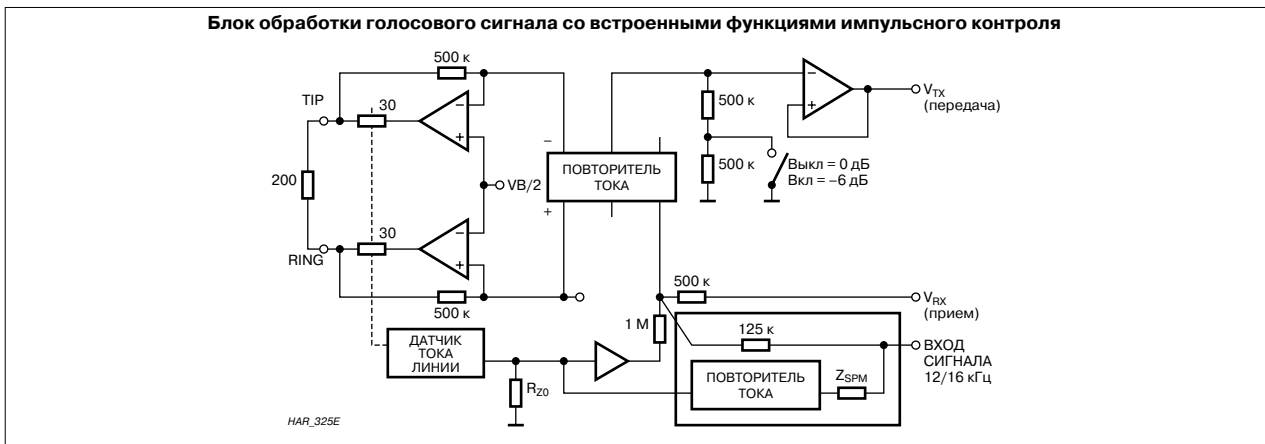 Блок обработки голосового сигнала со встроенными функциями импульсного контроля
500 к
TIP
30
200
VB/2
RING
30
500 к
–
ПОВТОРИТЕЛЬ
ТОКА
+
500 к
500 к
Выкл = 0 дБ
Вкл = –6 дБ
–
+
–
+
–
+
V_TX
(передача)
500 к
V_RX
(прием)
1 М
125 к
ВХОД
СИГНАЛА
12/16 кГц
ДАТЧИК
ТОКА
ЛИНИИ
R_Z0
ПОВТОРИТЕЛЬ
ТОКА
Z_SPM
HAR_325E